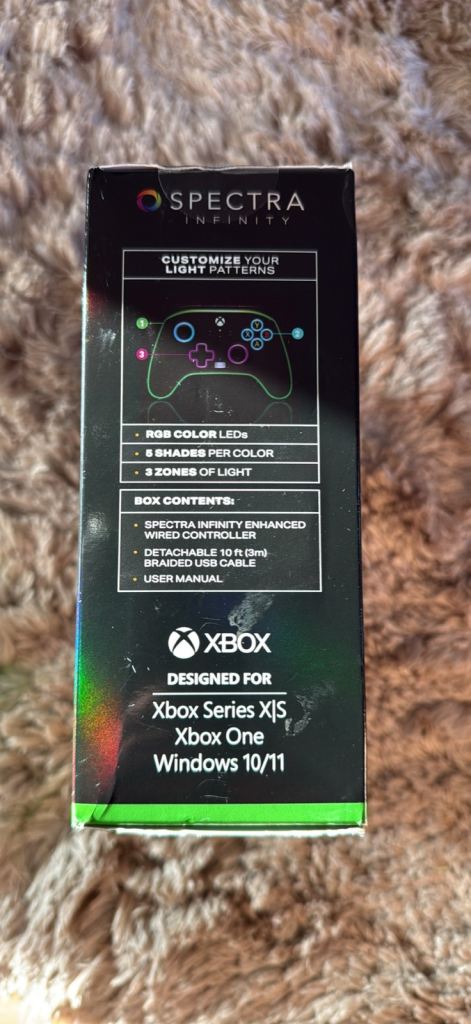 SPECTRA
INFINITY
CUSTOMIZE YOUR
LIGHT PATTERNS
1
2
3
Y
X
A
• RGB COLOR LEDs
• 5 SHADES PER COLOR
• 3 ZONES OF LIGHT
BOX CONTENTS:
• SPECTRA INFINITY ENHANCED
WIRED CONTROLLER
• DETACHABLE 10 ft (3m)
BRAIDED USB CABLE
• USER MANUAL
XBOX
DESIGNED FOR
Xbox Series X|S
Xbox One
Windows 10/11